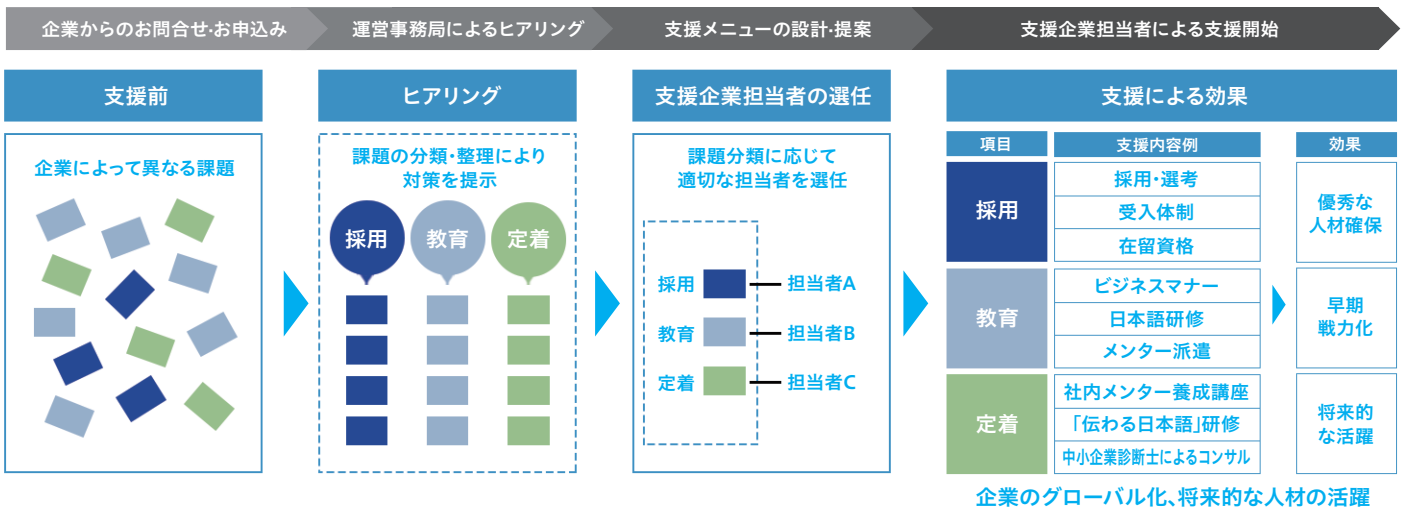 企業からのお問合せ・お申込み
運営事務局によるヒアリング
支援メニューの設計・提案
支援企業担当者による支援開始
支援前
企業によって異なる課題
ヒアリング
課題の分類・整理により
対策を提示
採用
教育
定着
支援企業担当者の選任
課題分類に応じて
適切な担当者を選任
採用 担当者A
教育 担当者B
定着 担当者C
支援による効果
項目 支援内容例 効果
採用
採用・選考
受入体制
在留資格
優秀な
人材確保
教育
ビジネスマナー
日本語研修
メンター派遣
早期
戦力化
定着
社内メンター養成講座
「伝わる日本語」研修
中小企業診断士によるコンサル
将来的
な活躍
企業のグローバル化、将来的な人材の活躍